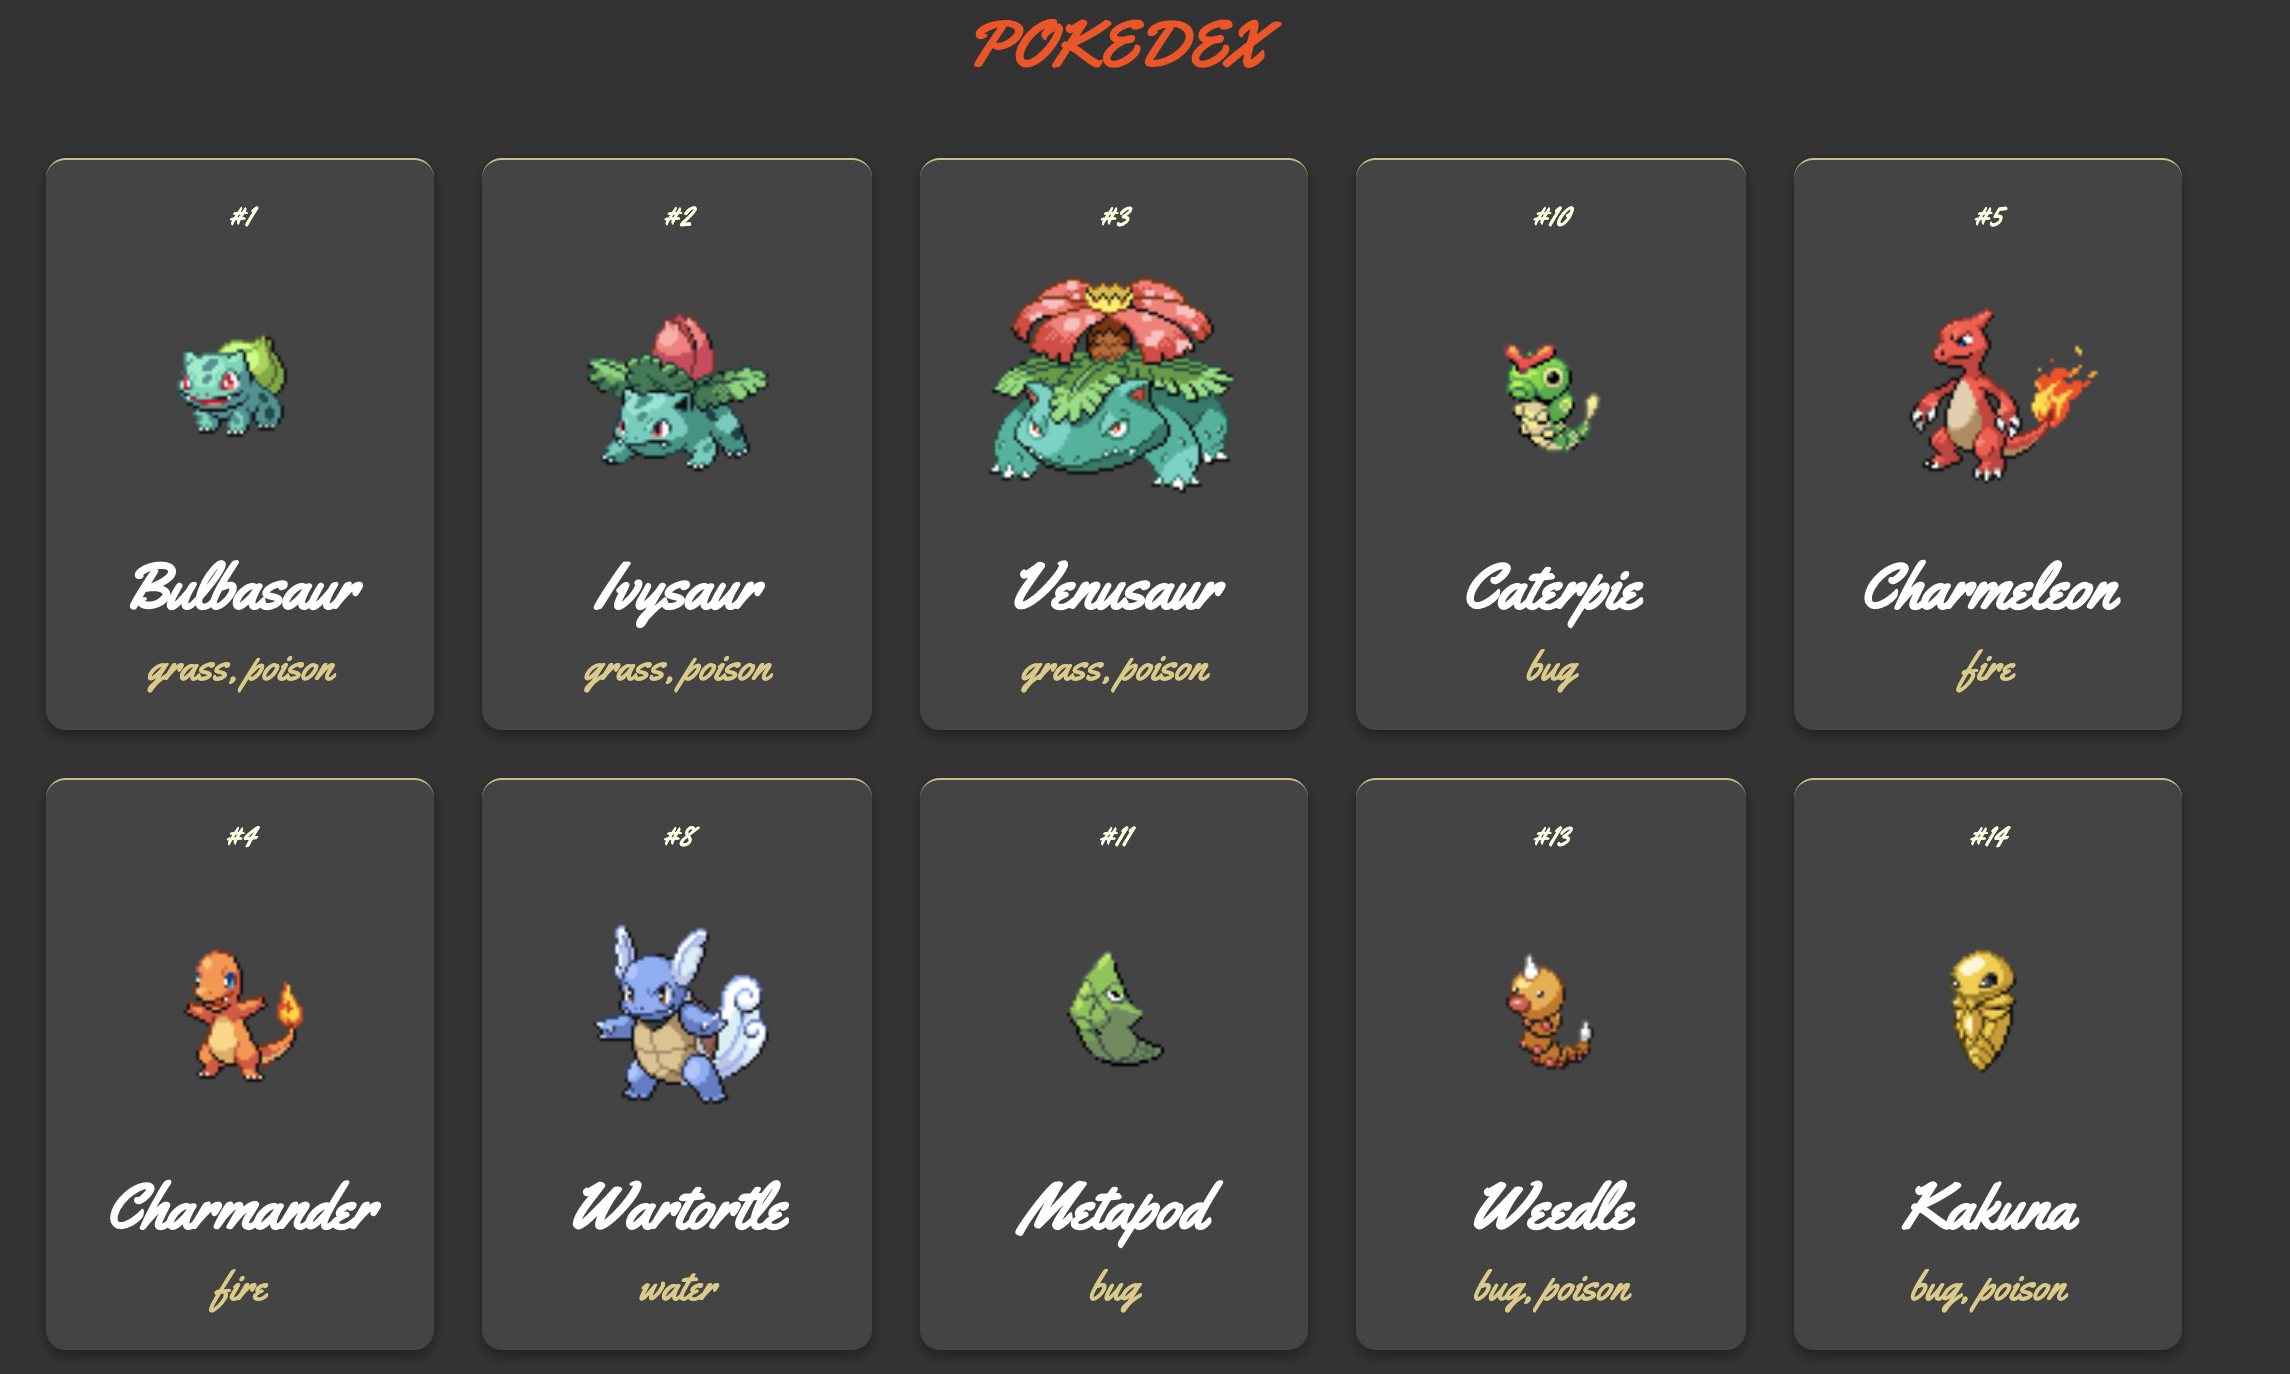 POKEDEX
#1
Bulbasaur
grass, poison
#2
Ivysaur
grass, poison
#3
Venusaur
grass, poison
#10
Caterpie
bug
#5
Charmeleon
fire
#4
Charmander
fire
#8
Wartortle
water
#11
Metapod
bug
#13
Weedle
bug, poison
#14
Kakuna
bug, poison